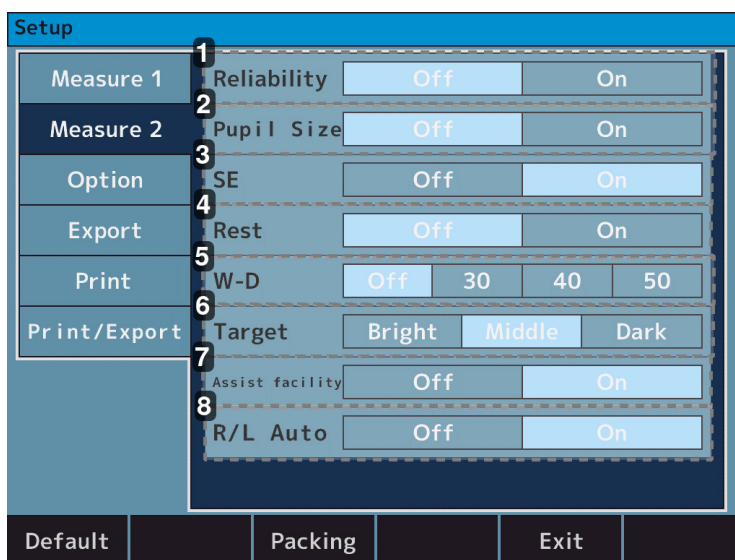 Setup
Measure 1
Measure 2
Option
Export
Print
Print/Export
1
Reliability Off On
2
Pupil Size Off On
3
SE Off On
4
Rest Off On
5
W-D Off 30 40 50
6
Target Bright Middle Dark
7
Assist facility Off On
8
R/L Auto Off On
Default Packing Exit